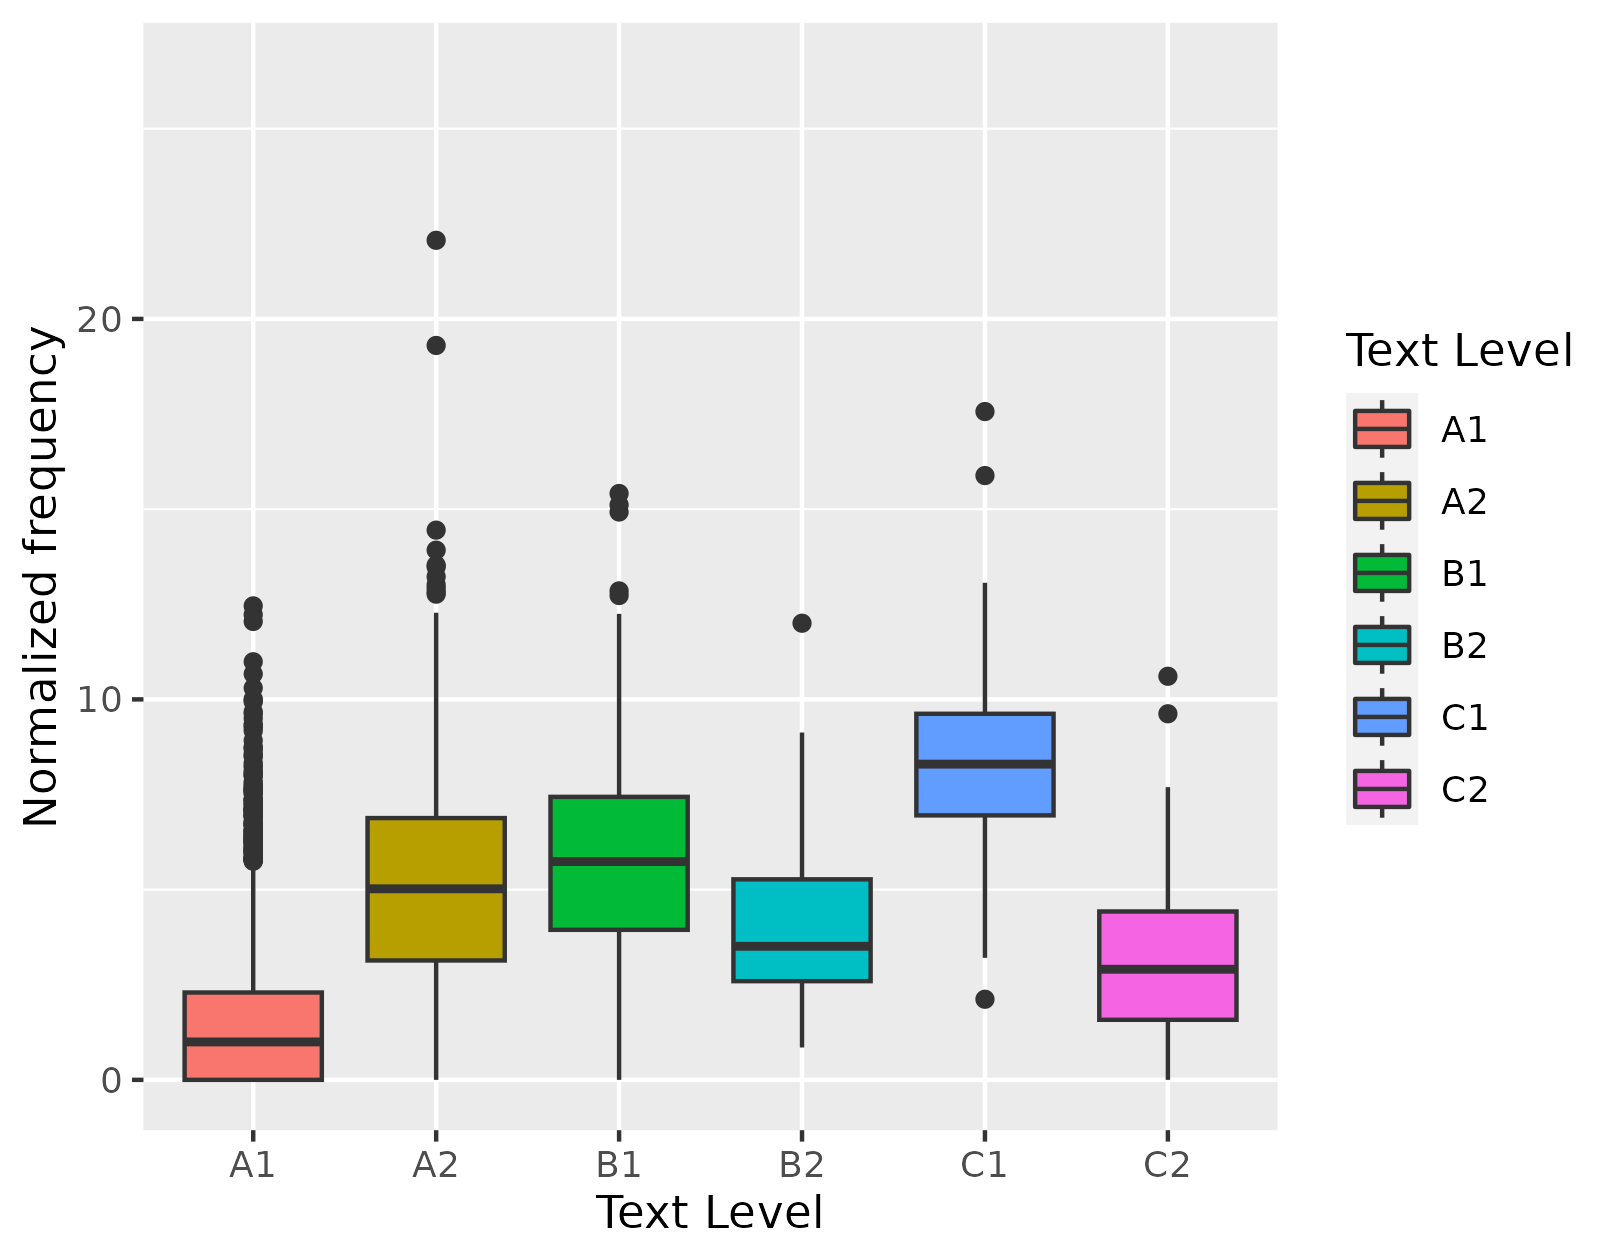 Normalized frequency
20
10
0
A1 A2 B1 B2 C1 C2
Text Level
Text Level
A1
A2
B1
B2
C1
C2